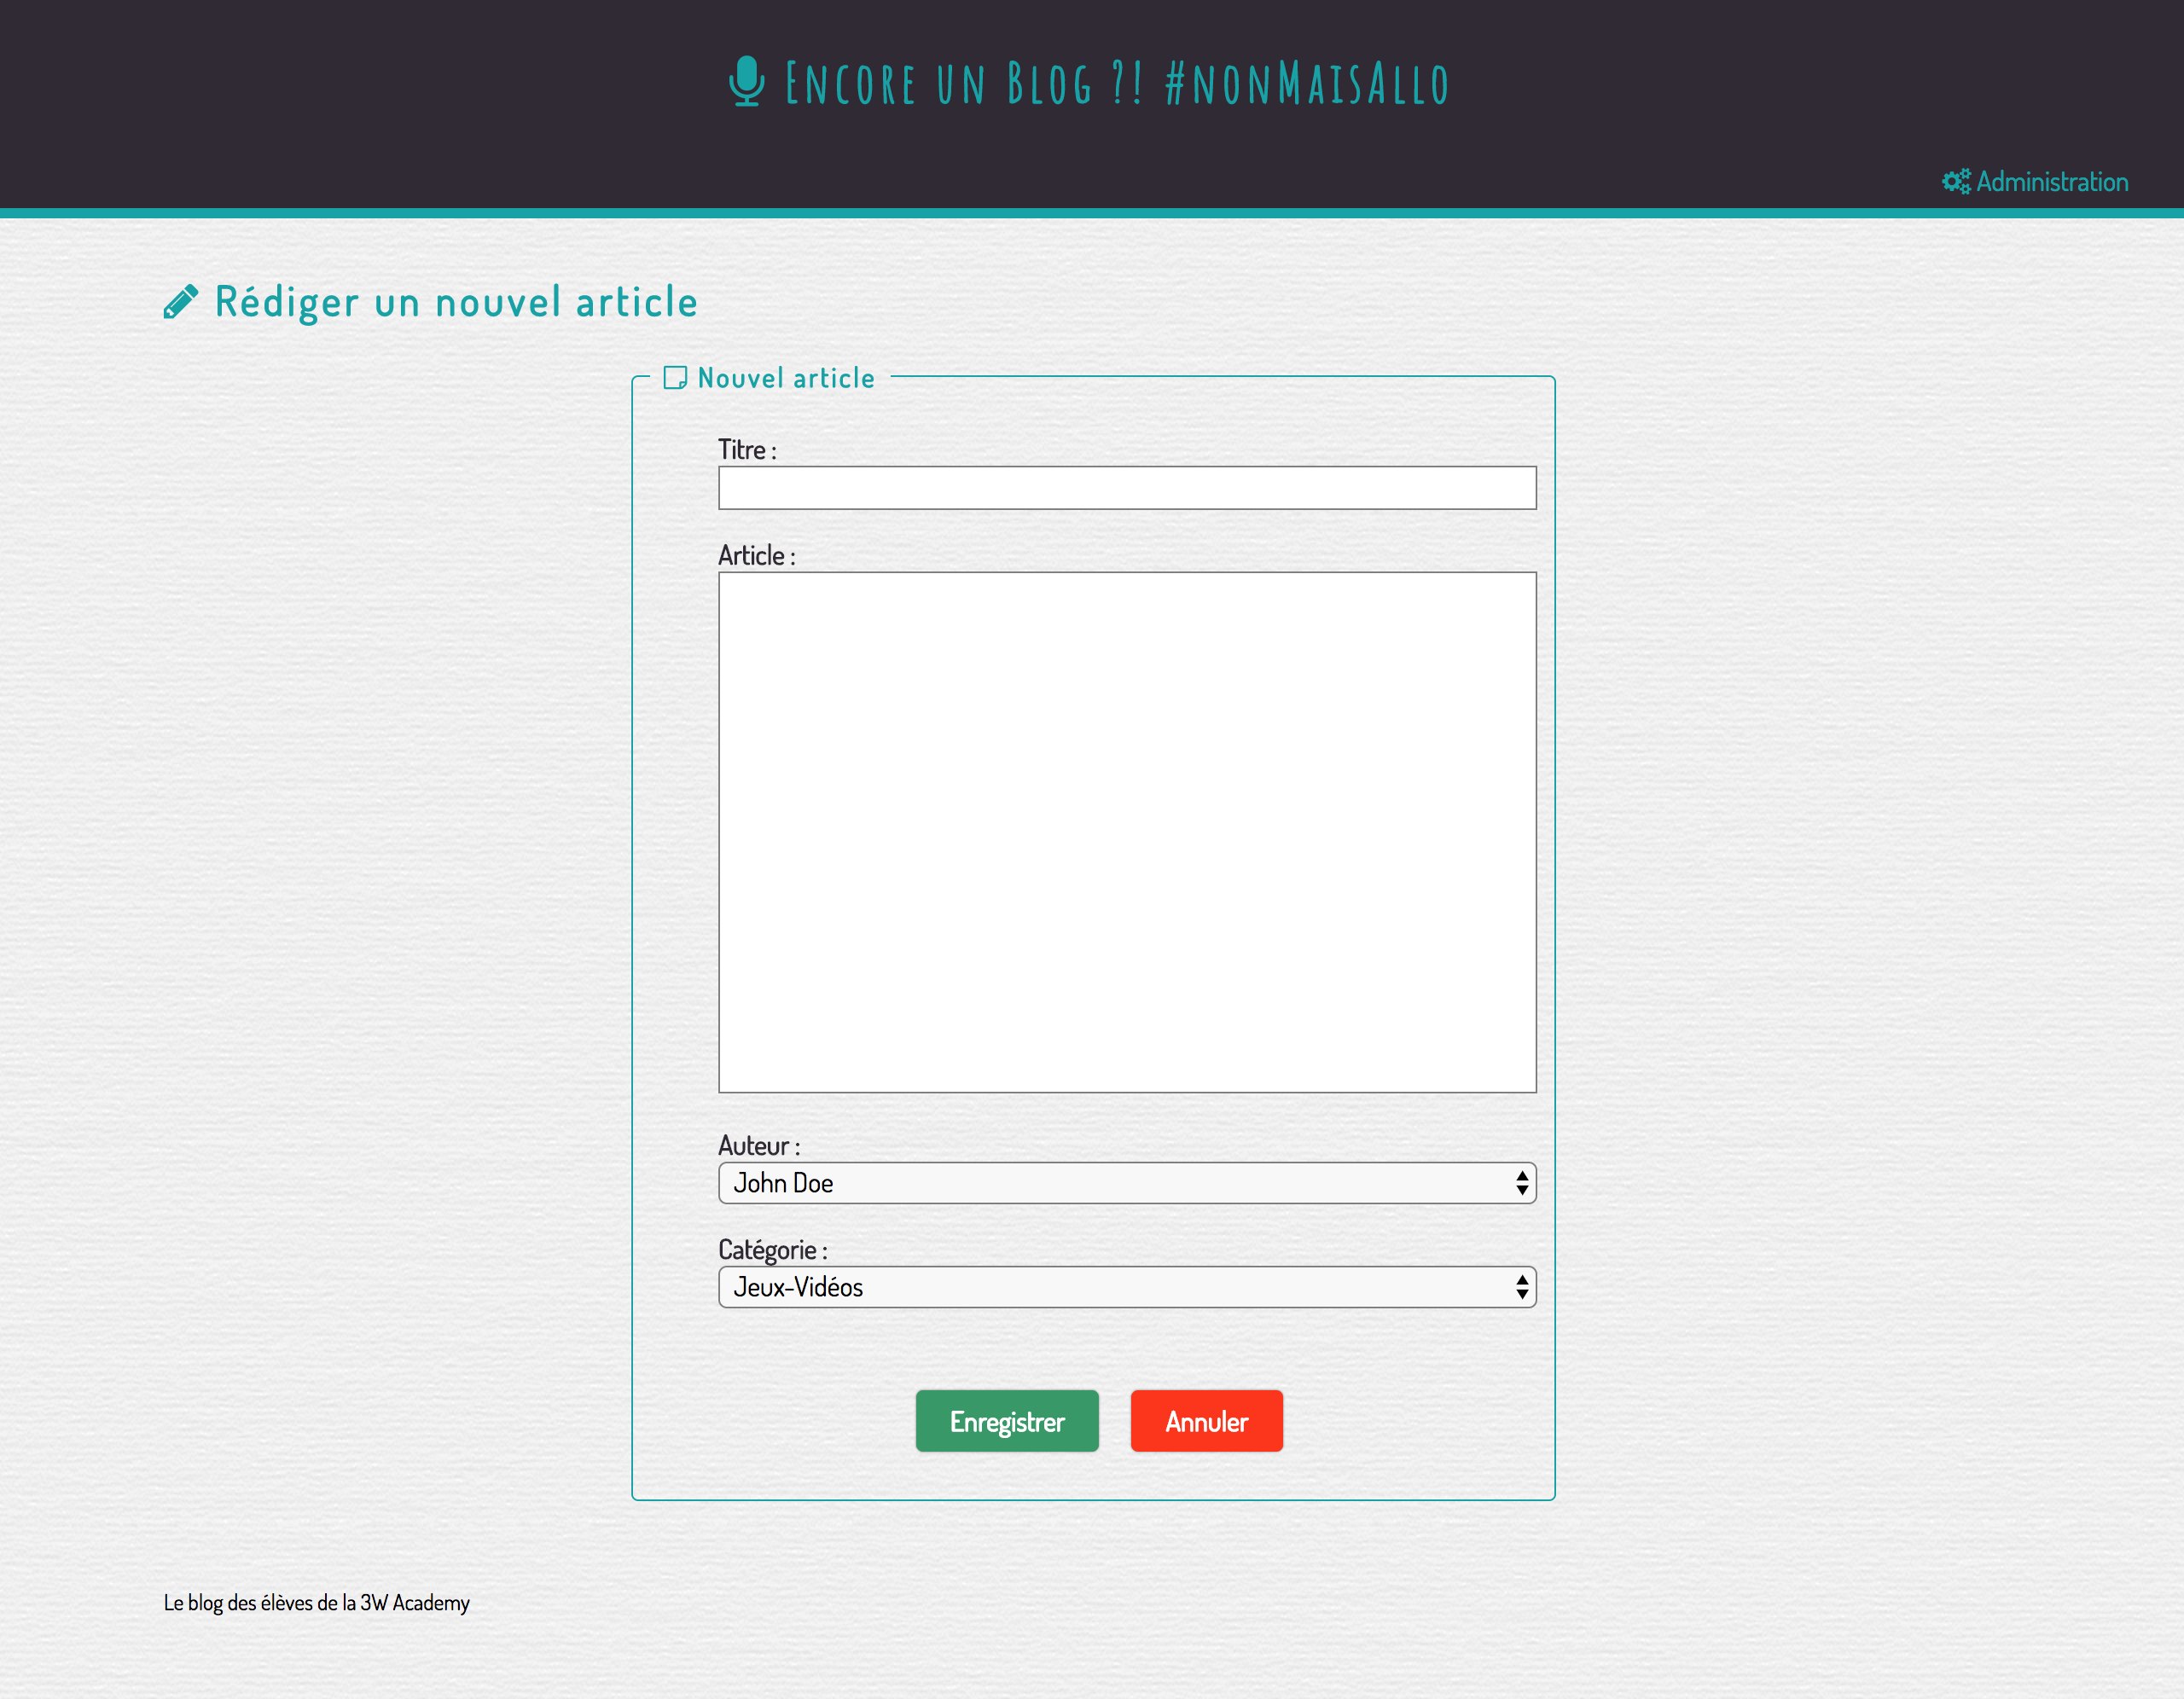 Encore un Blog ?! #nonMaisAllo
Administration
Rédiger un nouvel article
Nouvel article
Titre :
Article :
Auteur :
John Doe
Catégorie :
Jeux-Vidéos
Enregistrer Annuler
Le blog des élèves de la 3W Academy